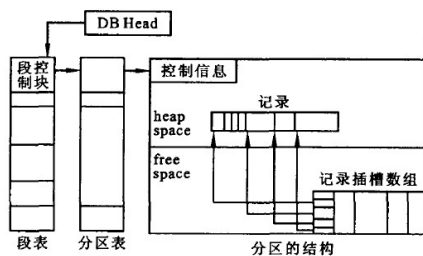 DB Head
段控
制块
控制信息
记录
heap
space
free
space
记录插槽数组
段表
分区表
分区的结构